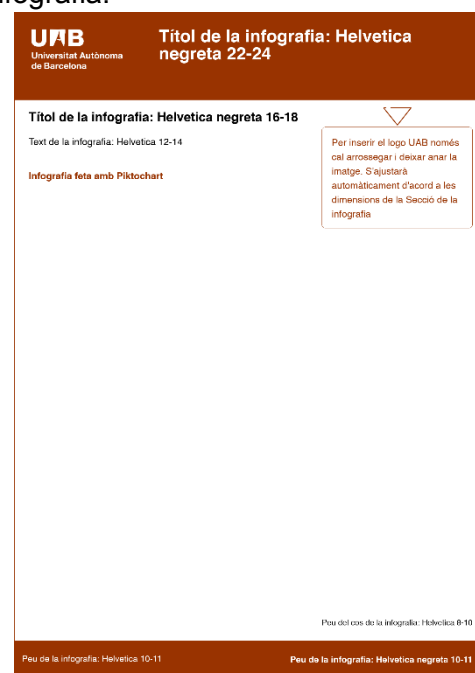 nfografia.
UAB
Universitat Autònoma
de Barcelona
Títol de la infografia: Helvetica
negreta 22-24
Títol de la infografia: Helvetica negreta 16-18
Text de la infografia: Helvetica 12-14
Infografia feta amb Piktochart
Per inserir el logo UAB només
cal arrossegar i deixar anar la
imatge. S'ajustarà
automàticament d'acord a les
dimensions de la Secció de la
infografia
Peu del cos de la infografia: Helvetica 8-10
Peu de la infografia: Helvetica 10-11
Peu de la infografia: Helvetica negreta 10-11